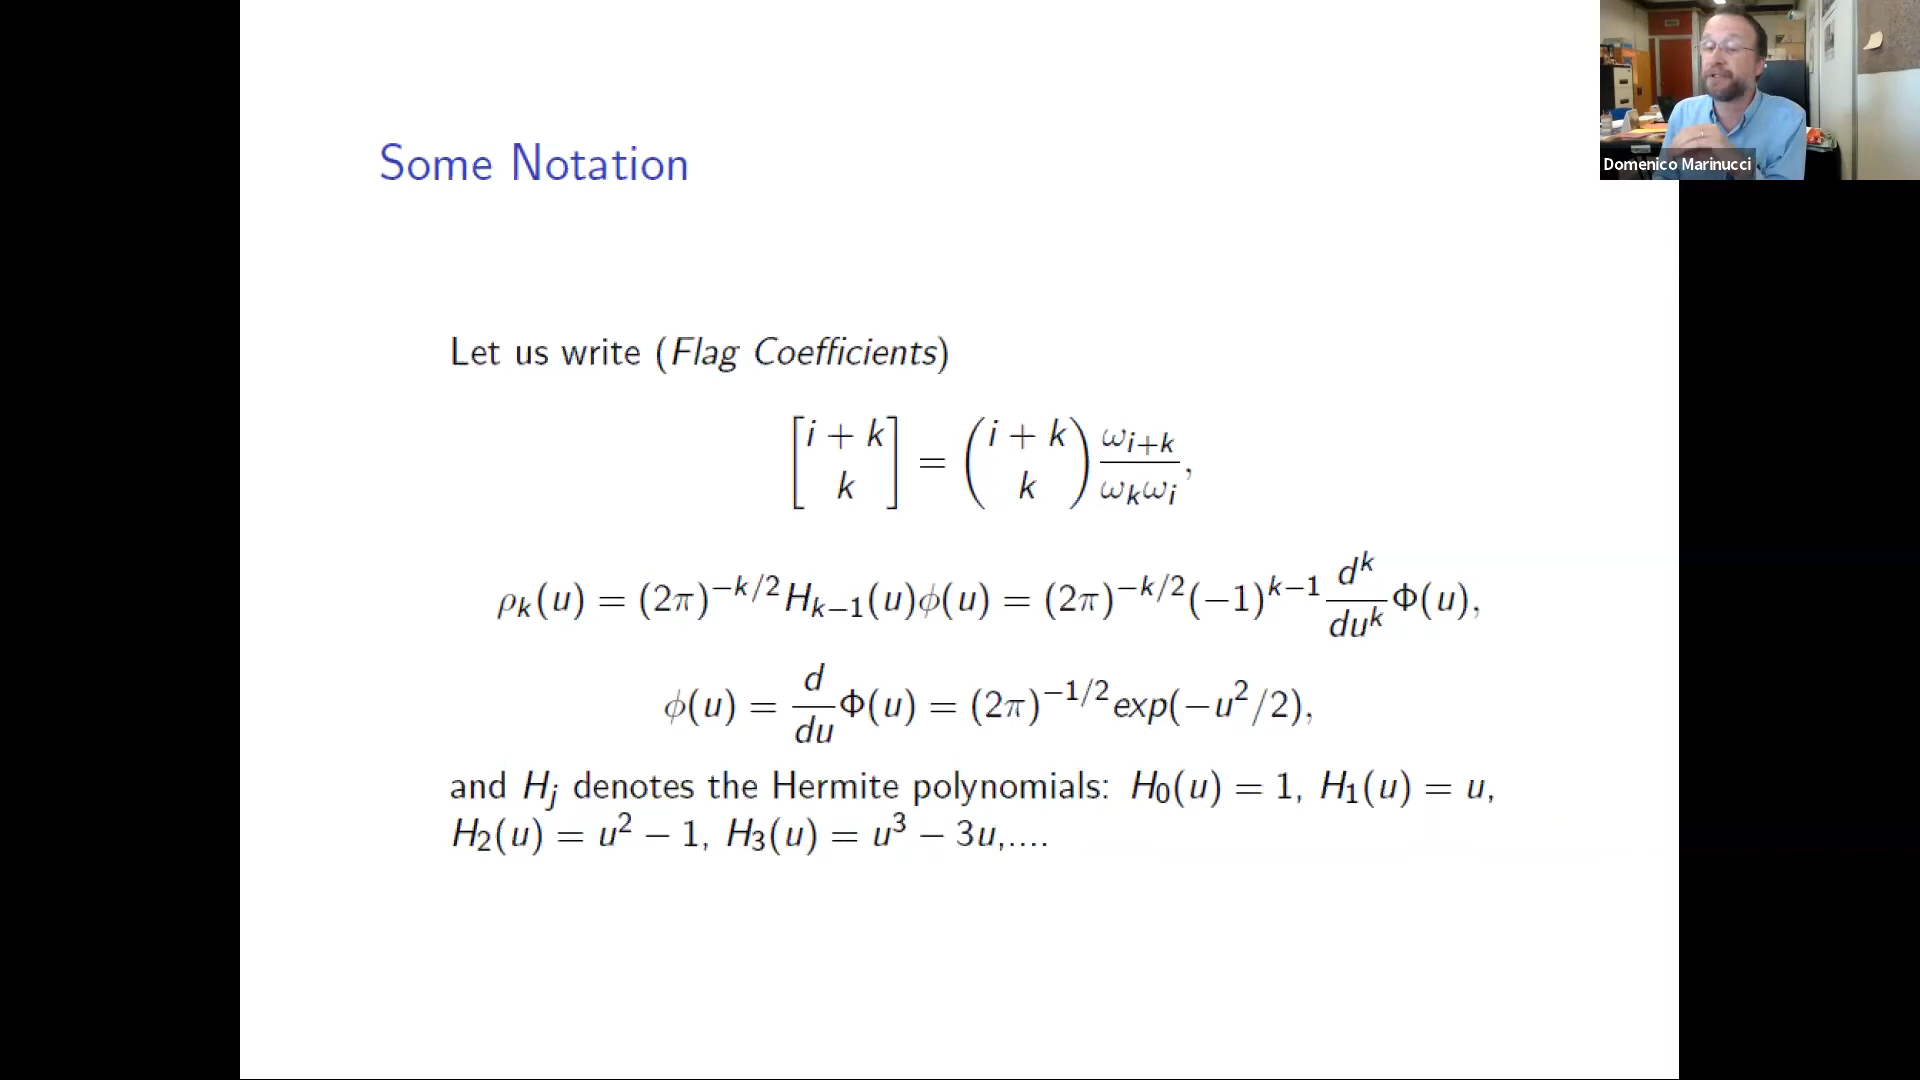 Some Notation
Domenico Marinucci
Let us write (Flag Coefficients)
[i + k / k] = (i + k / k) ω_{i+k} / ω_kω_i,
ρ_k(u) = (2π)^{−k/2}H_{k−1}(u)ϕ(u) = (2π)^{−k/2}(−1)^{k−1} d^k/du^k Φ(u),
ϕ(u) = d/du Φ(u) = (2π)^{−1/2}exp(−u^2/2),
and H_j denotes the Hermite polynomials: H_0(u) = 1, H_1(u) = u,
H_2(u) = u^2 − 1, H_3(u) = u^3 − 3u,....